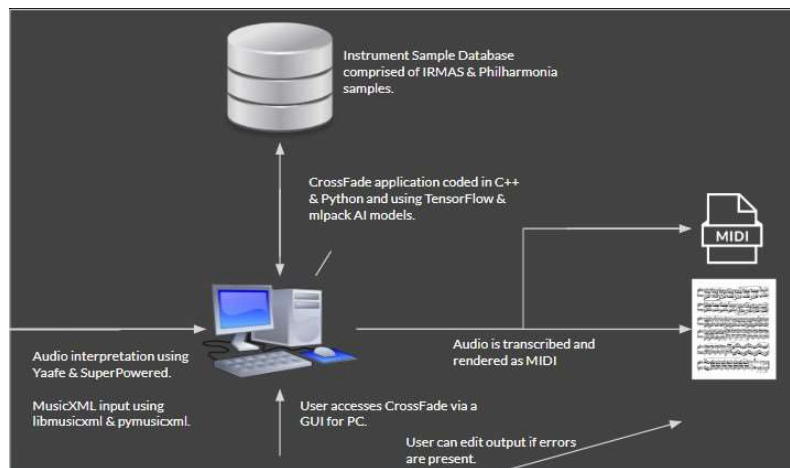 Instrument Sample Database
comprised of IRMAS & Philharmonia
samples.
CrossFade application coded in C++
& Python and using TensorFlow &
mlpack AI models.
MIDI
Audio interpretation using
Yaafe & SuperPowered.
MusicXML input using
libmusicxml & pymusicxml.
Audio is transcribed and
rendered as MIDI
User accesses CrossFade via a
GUI for PC.
User can edit output if errors
are present.